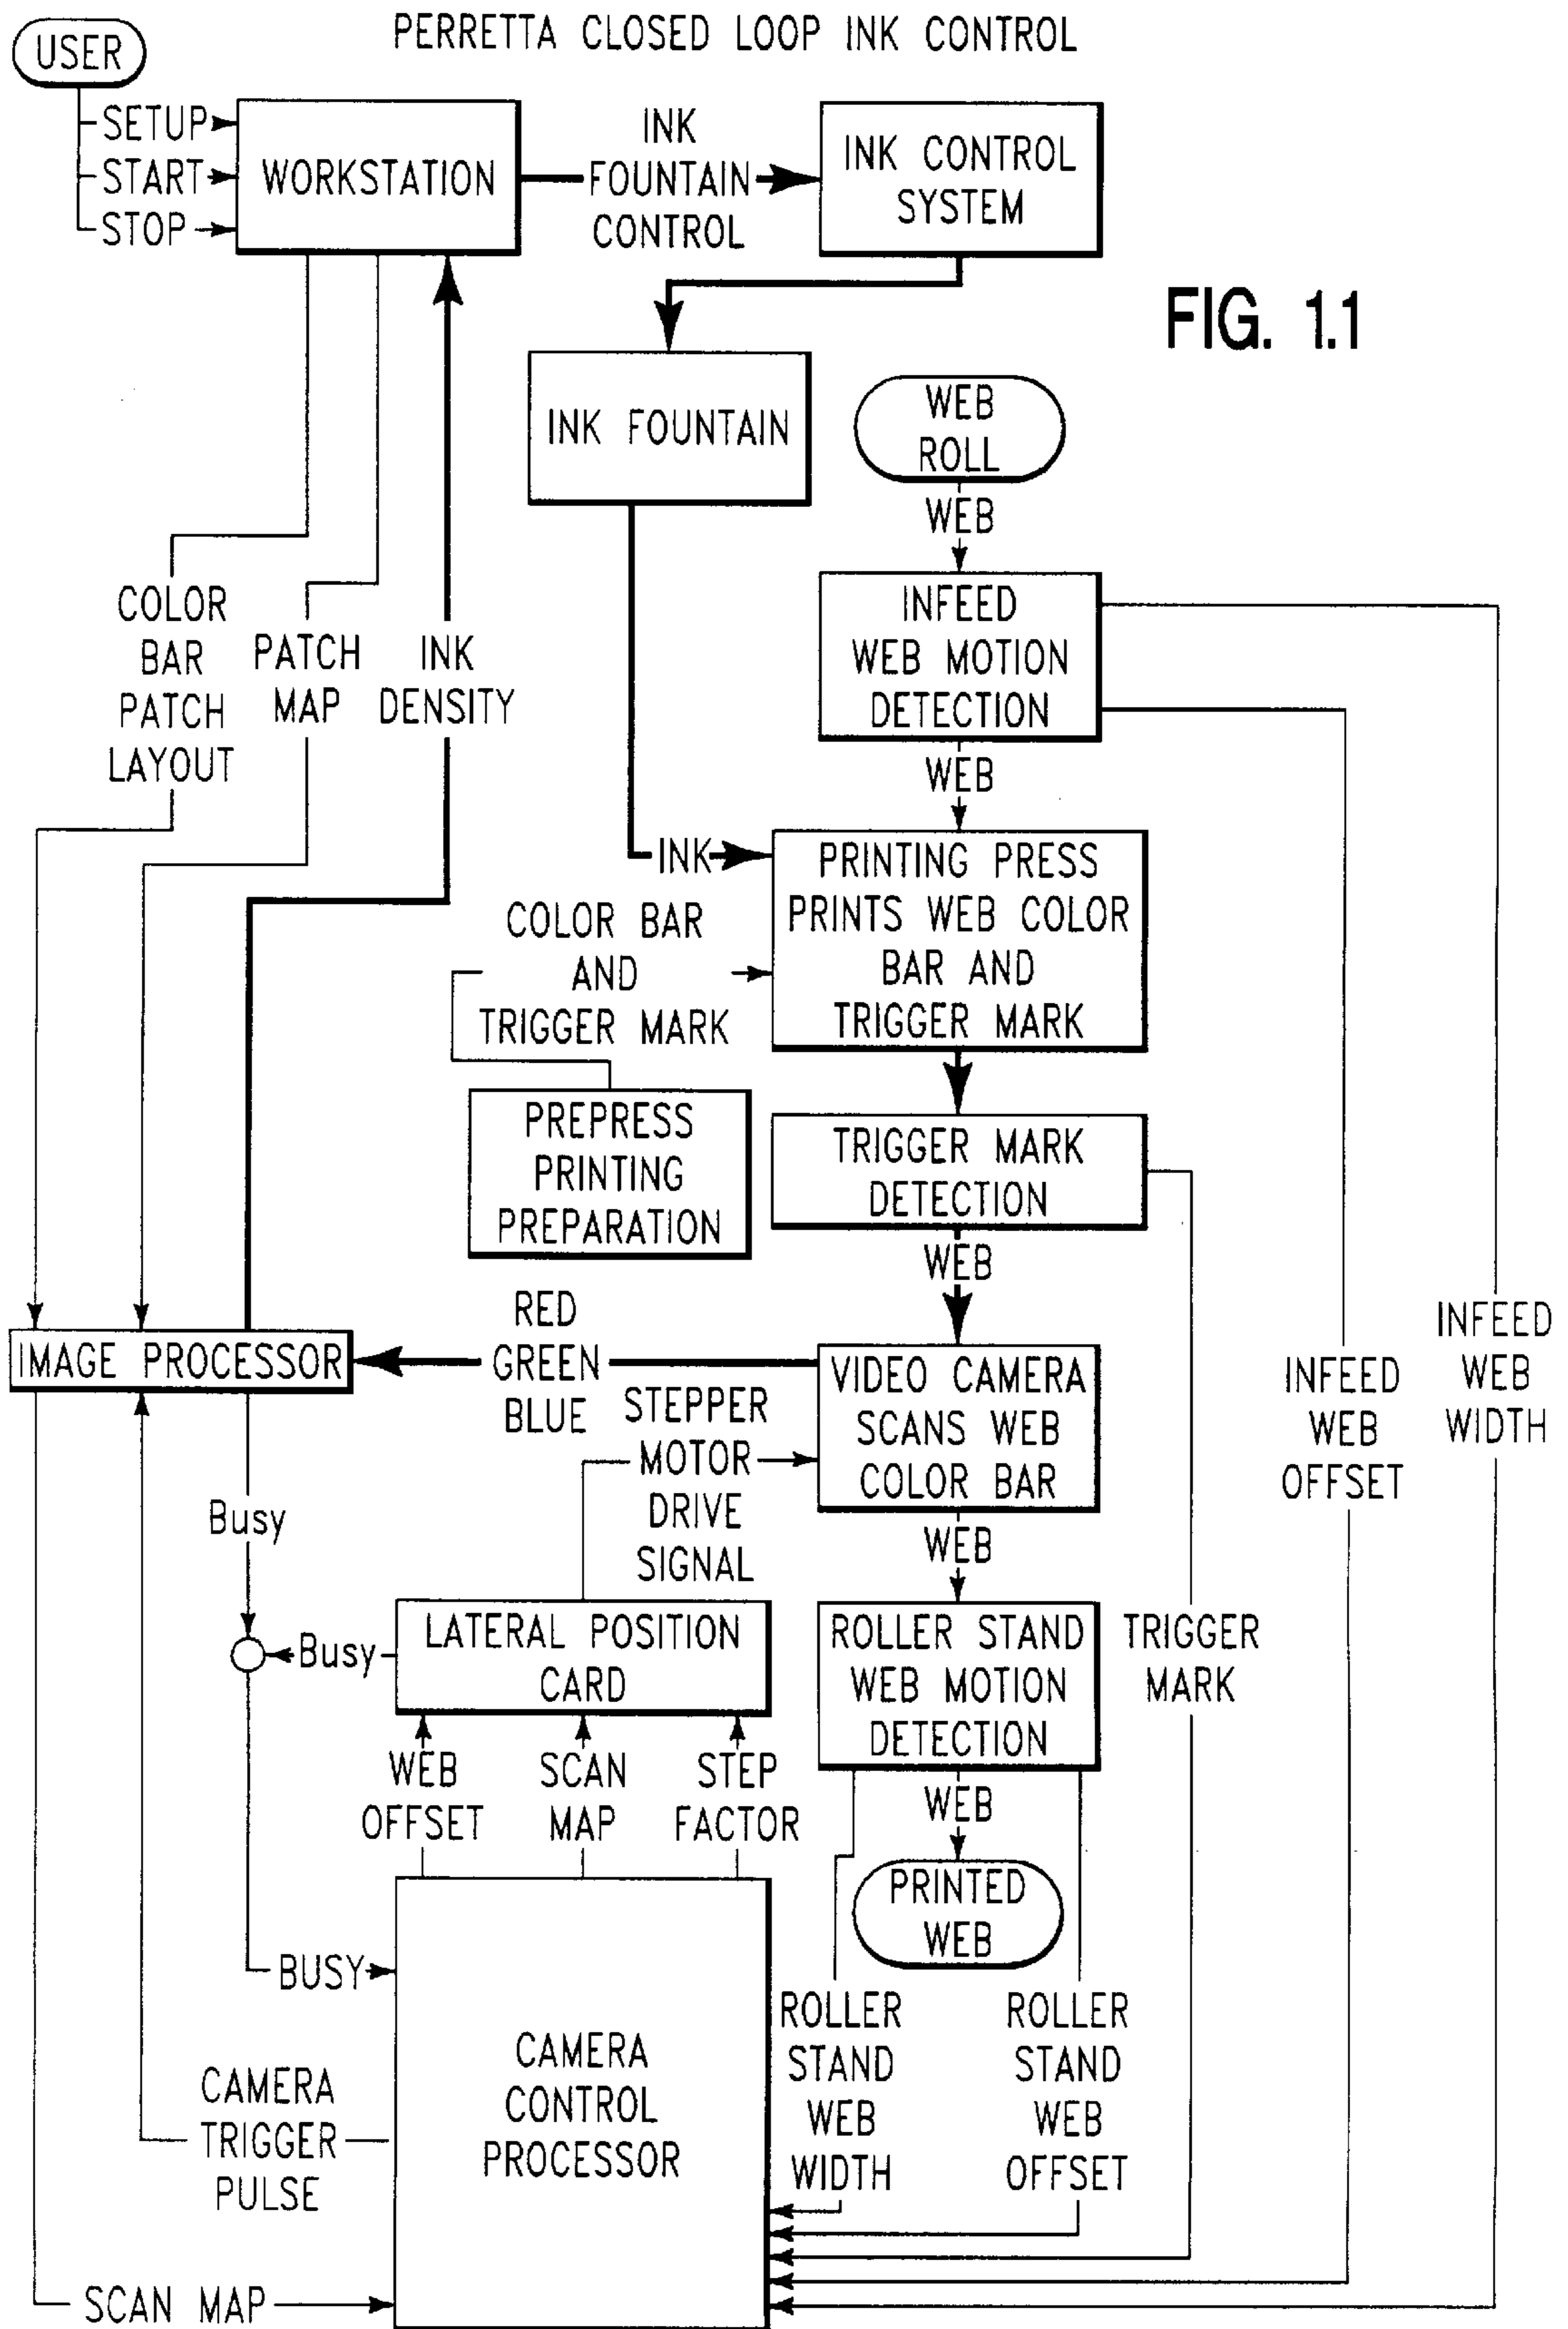 PERRETTA CLOSED LOOP INK CONTROL
USER
SETUP
START
STOP
WORKSTATION
INK
FOUNTAIN
CONTROL
INK CONTROL
SYSTEM
FIG. 1.1
INK FOUNTAIN
WEB
ROLL
WEB
INFEED
WEB MOTION
DETECTION
COLOR
BAR
PATCH
LAYOUT
PATCH
MAP
INK
DENSITY
WEB
INK
PRINTING PRESS
PRINTS WEB COLOR
BAR AND
TRIGGER MARK
COLOR BAR
AND
TRIGGER MARK
PREPRESS
PRINTING
PREPARATION
TRIGGER MARK
DETECTION
WEB
IMAGE PROCESSOR
RED
GREEN
BLUE
VIDEO CAMERA
SCANS WEB
COLOR BAR
INFEED
WEB
OFFSET
INFEED
WEB
WIDTH
STEPPER
MOTOR
DRIVE
SIGNAL
Busy
WEB
LATERAL POSITION
CARD
Busy
ROLLER STAND
WEB MOTION
DETECTION
TRIGGER
MARK
WEB
OFFSET
SCAN
MAP
STEP
FACTOR
WEB
PRINTED
WEB
BUSY
CAMERA
CONTROL
PROCESSOR
ROLLER
STAND
WEB
WIDTH
ROLLER
STAND
WEB
OFFSET
CAMERA
TRIGGER
PULSE
SCAN MAP